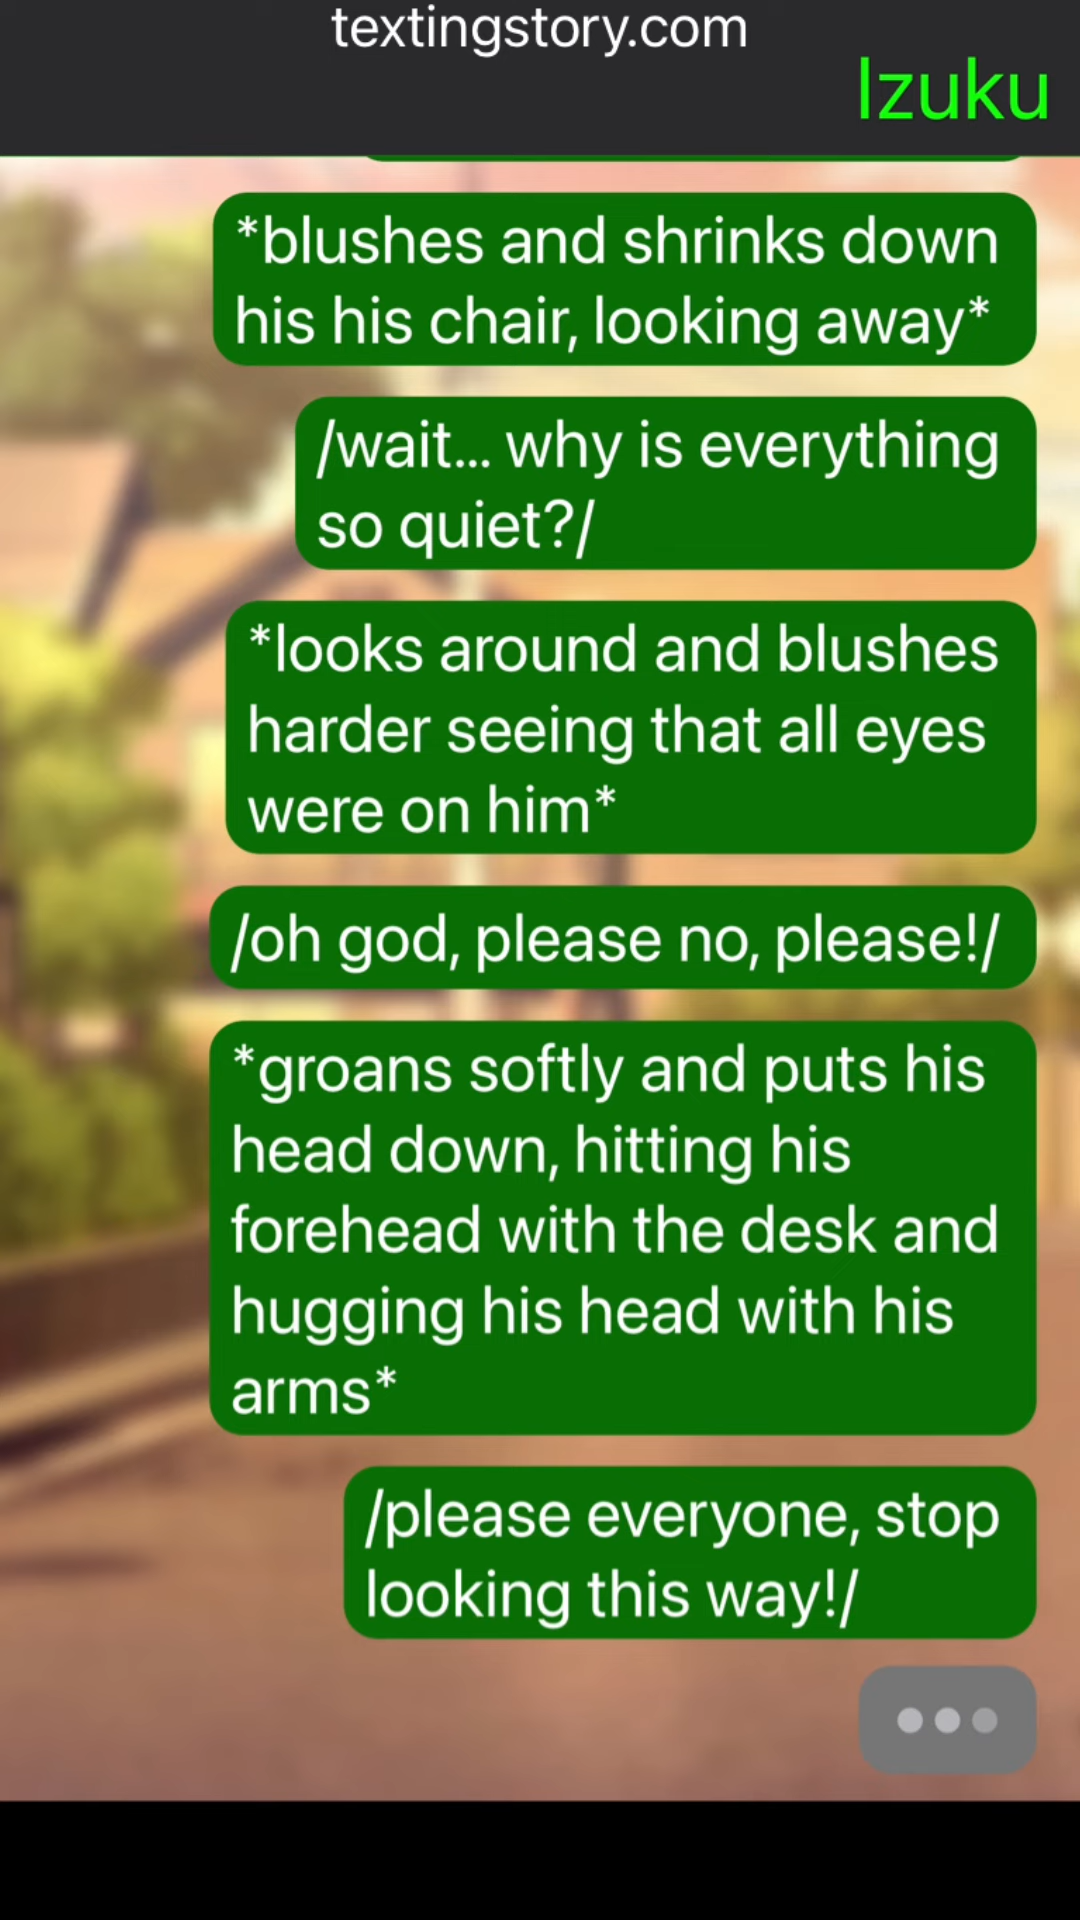 textingstory.com
Izuku
*blushes and shrinks down
his his chair, looking away*
/wait... why is everything
so quiet?/
*looks around and blushes
harder seeing that all eyes
were on him*
/oh god, please no, please!/
*groans softly and puts his
head down, hitting his
forehead with the desk and
hugging his head with his
arms*
/please everyone, stop
looking this way!/